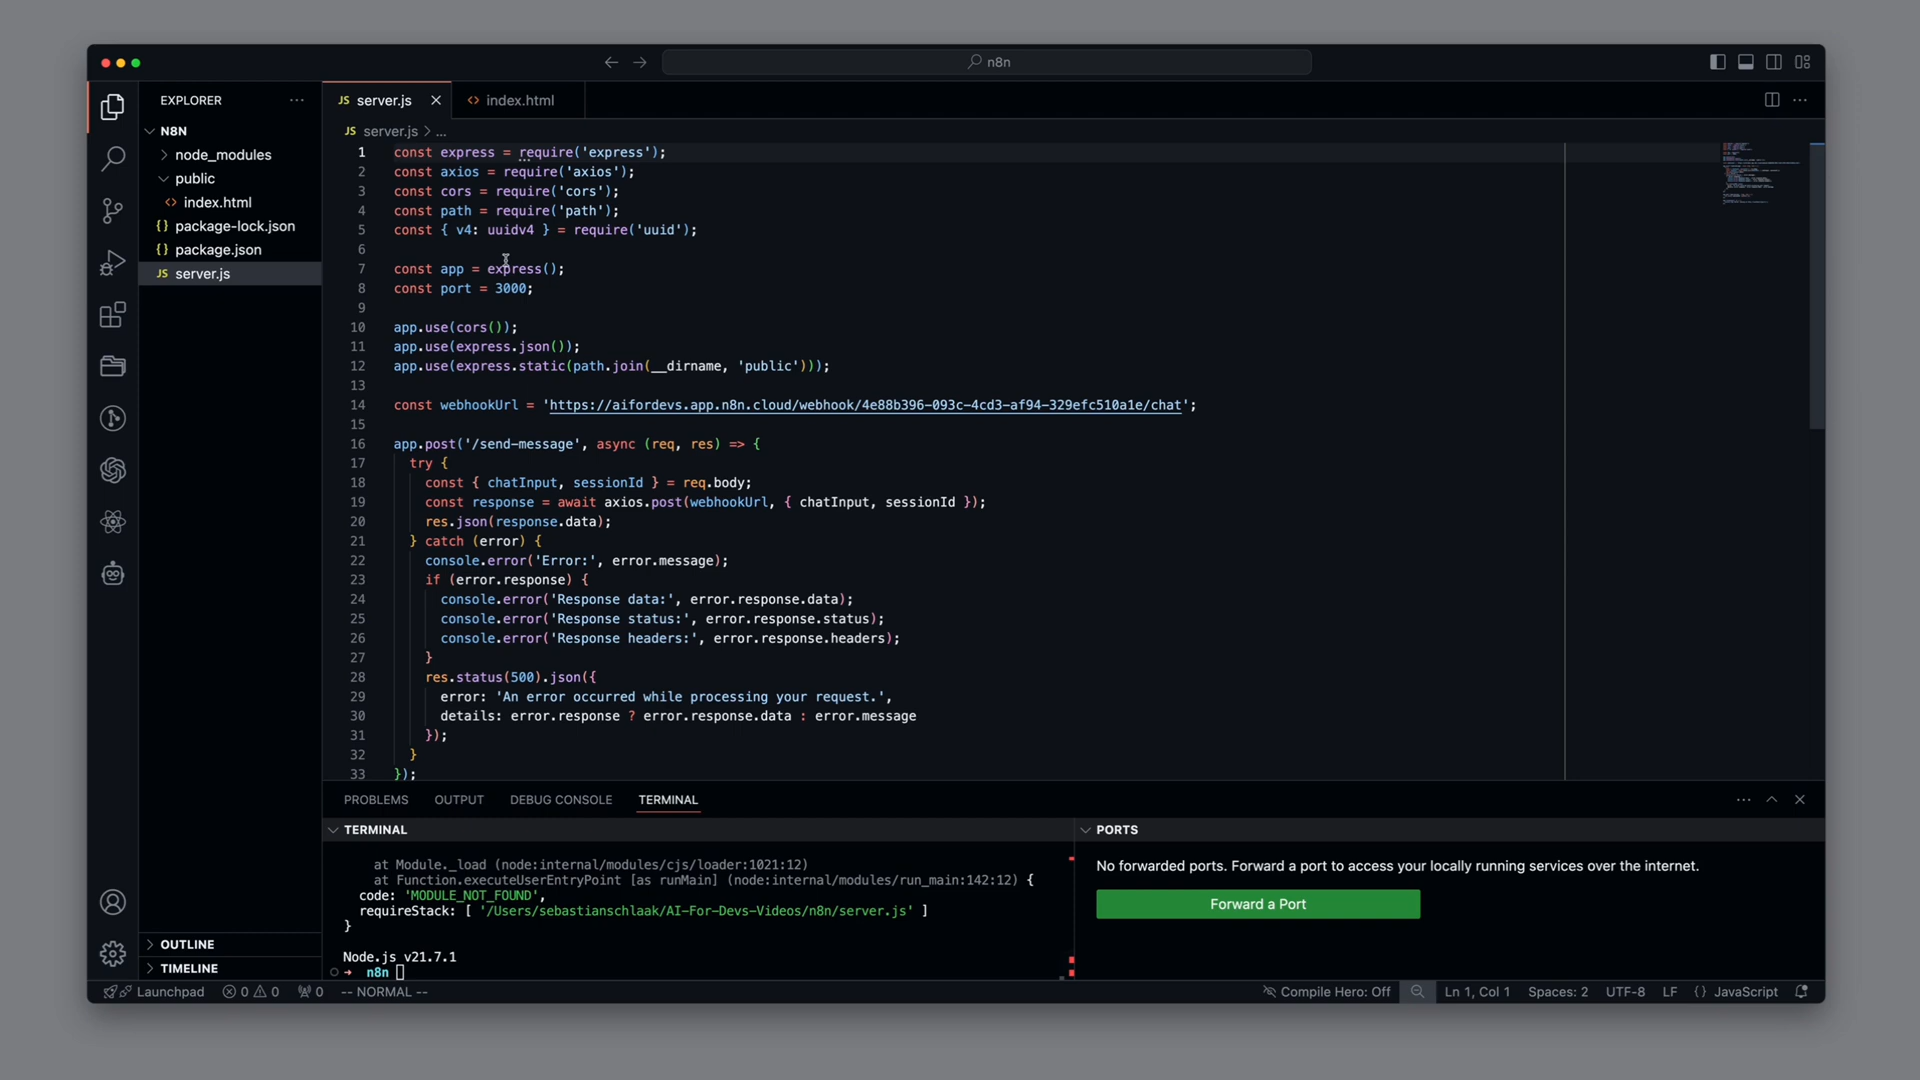 n8n
EXPLORER
N8N
node_modules
public
<> index.html
{} package-lock.json
{} package.json
JS server.js
OUTLINE
TIMELINE
JS server.js
<> index.html
JS server.js > ...
1 const express = require('express');
2 const axios = require('axios');
3 const cors = require('cors');
4 const path = require('path');
5 const { v4: uuidv4 } = require('uuid');
6
7 const app = express();
8 const port = 3000;
9
10 app.use(cors());
11 app.use(express.json());
12 app.use(express.static(path.join(__dirname, 'public')));
13
14 const webhookUrl = 'https://aifordevs.app.n8n.cloud/webhook/4e88b396-093c-4cd3-af94-329efc510a1e/chat';
15
16 app.post('/send-message', async (req, res) => {
17 try {
18 const { chatInput, sessionId } = req.body;
19 const response = await axios.post(webhookUrl, { chatInput, sessionId });
20 res.json(response.data);
21 } catch (error) {
22 console.error('Error:', error.message);
23 if (error.response) {
24 console.error('Response data:', error.response.data);
25 console.error('Response status:', error.response.status);
26 console.error('Response headers:', error.response.headers);
27 }
28 res.status(500).json({
29 error: 'An error occurred while processing your request.',
30 details: error.response ? error.response.data : error.message
31 });
32 }
33 });
PROBLEMS OUTPUT DEBUG CONSOLE TERMINAL
TERMINAL
at Module._load (node:internal/modules/cjs/loader:1021:12)
at Function.executeUserEntryPoint [as runMain] (node:internal/modules/run_main:142:12) {
code: 'MODULE_NOT_FOUND',
requireStack: [ '/Users/sebastianschlaak/AI-For-Devs-Videos/n8n/server.js' ]
}
Node.js v21.7.1
→ n8n
PORTS
No forwarded ports. Forward a port to access your locally running services over the internet.
Forward a Port
Launchpad 0 0 0 -- NORMAL -- Compile Hero: Off Ln 1, Col 1 Spaces: 2 UTF-8 LF {} JavaScript